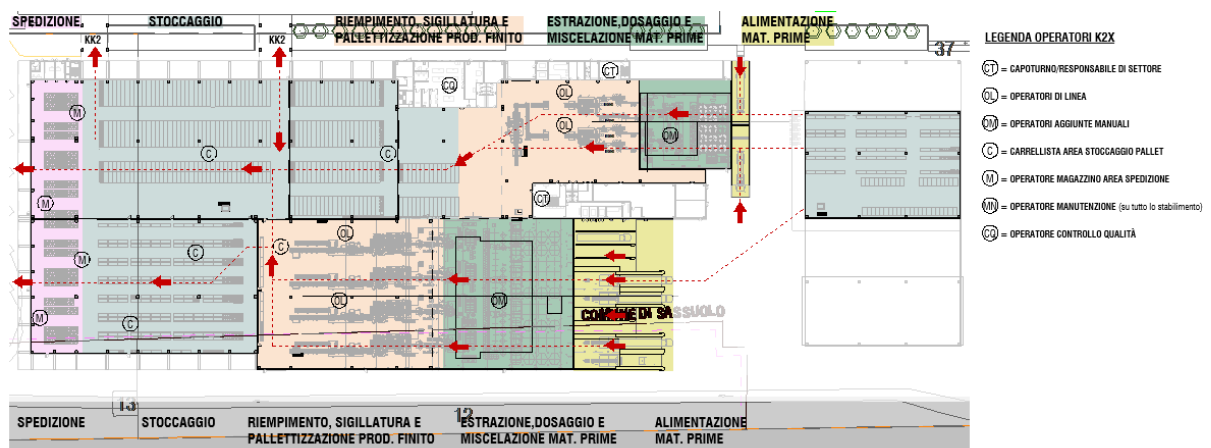 SPEDIZIONE
STOCCAGGIO
RIEMPIMENTO, SIGILLATURA E
PALLETTIZZAZIONE PROD. FINITO
ESTRAZIONE,DOSAGGIO E
MISCELAZIONE MAT. PRIME
ALIMENTAZIONE
MAT. PRIME
KK2
KK2
37
LEGENDA OPERATORI K2X
CT = CAPOTURNO/RESPONSABILE DI SETTORE
OL = OPERATORI DI LINEA
OM = OPERATORI AGGIUNTE MANUALI
C = CARRELLISTA AREA STOCCAGGIO PALLET
M = OPERATORE MAGAZZINO AREA SPEDIZIONE
MN = OPERATORE MANUTENZIONE (su tutto lo stabilimento)
CQ = OPERATORE CONTROLLO QUALITÀ
CQ
CT
OL
M
OL
OM
C
C
CT
M
OL
C
C
M
OL
OM
M
C
COMUNE DI SASSUOLO
13
12
SPEDIZIONE
STOCCAGGIO
RIEMPIMENTO, SIGILLATURA E
PALLETTIZZAZIONE PROD. FINITO
ESTRAZIONE,DOSAGGIO E
MISCELAZIONE MAT. PRIME
ALIMENTAZIONE
MAT. PRIME